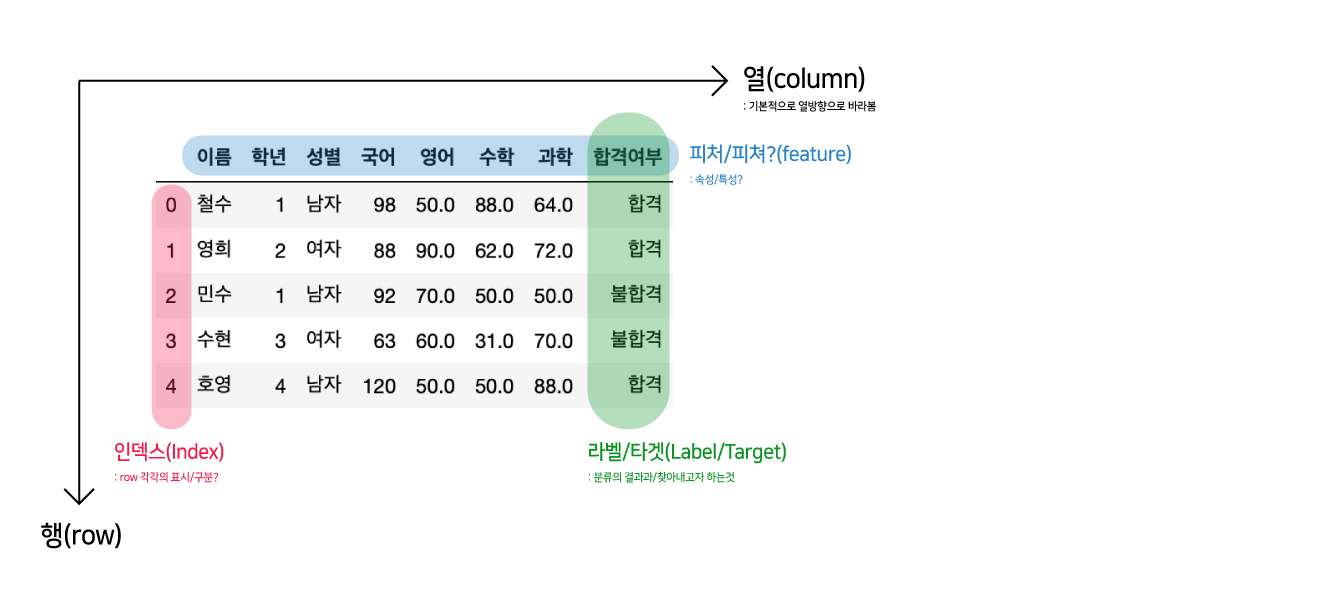 열(column)
: 기본적으로 열방향으로 바라봄
이름 학년 성별 국어 영어 수학 과학 합격여부
피처/피쳐?(feature)
: 속성/특성?
0 철수 1 남자 98 50.0 88.0 64.0 합격
1 영희 2 여자 88 90.0 62.0 72.0 합격
2 민수 1 남자 92 70.0 50.0 50.0 불합격
3 수현 3 여자 63 60.0 31.0 70.0 불합격
4 호영 4 남자 120 50.0 50.0 88.0 합격
인덱스(Index)
: row 각각의 표시/구분?
라벨/타겟(Label/Target)
: 분류의 결과과/찾아내고자 하는것
행(row)